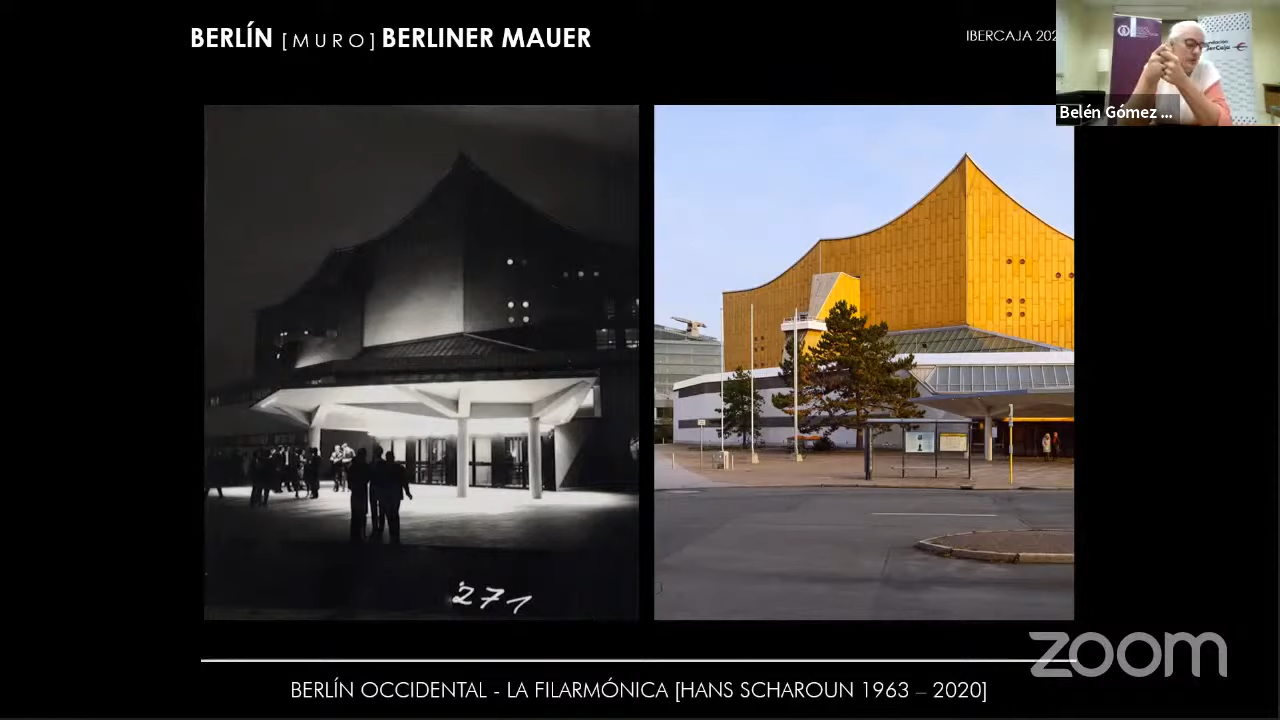 BERLÍN [MURO] BERLINER MAUER
IBERCAJA 202
Belén Gómez ...
271
zoom
BERLÍN OCCIDENTAL - LA FILARMÓNICA [HANS SCHAROUN 1963 – 2020]